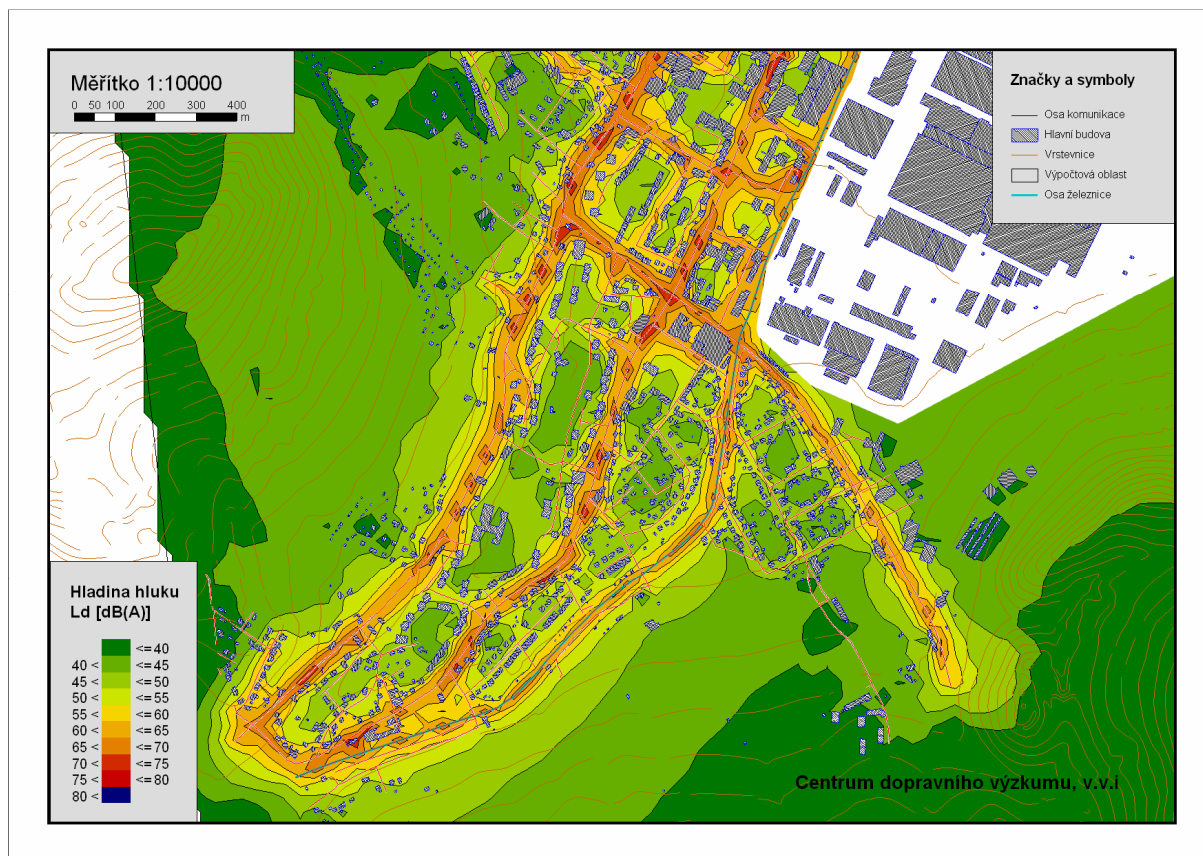 Měřítko 1:10000
0 50 100 200 300 400
m
Značky a symboly
Osa komunikace
Hlavní budova
Vrstevnice
Výpočtová oblast
Osa železnice
Hladina hluku
Ld [dB(A)]
<=40
40 < <=45
45 < <=50
50 < <=55
55 < <=60
60 < <=65
65 < <=70
70 < <=75
75 < <=80
80 <
Centrum dopravního výzkumu, v.v.i